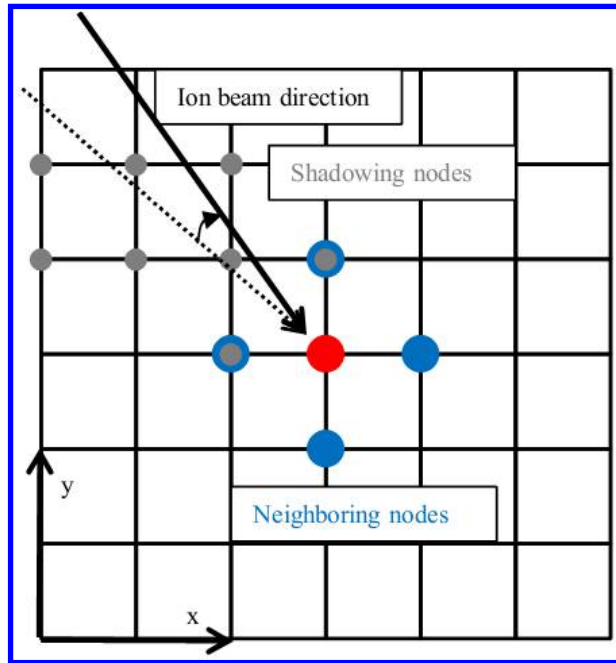 Ion beam direction
Shadowing nodes
y
Neighboring nodes
x